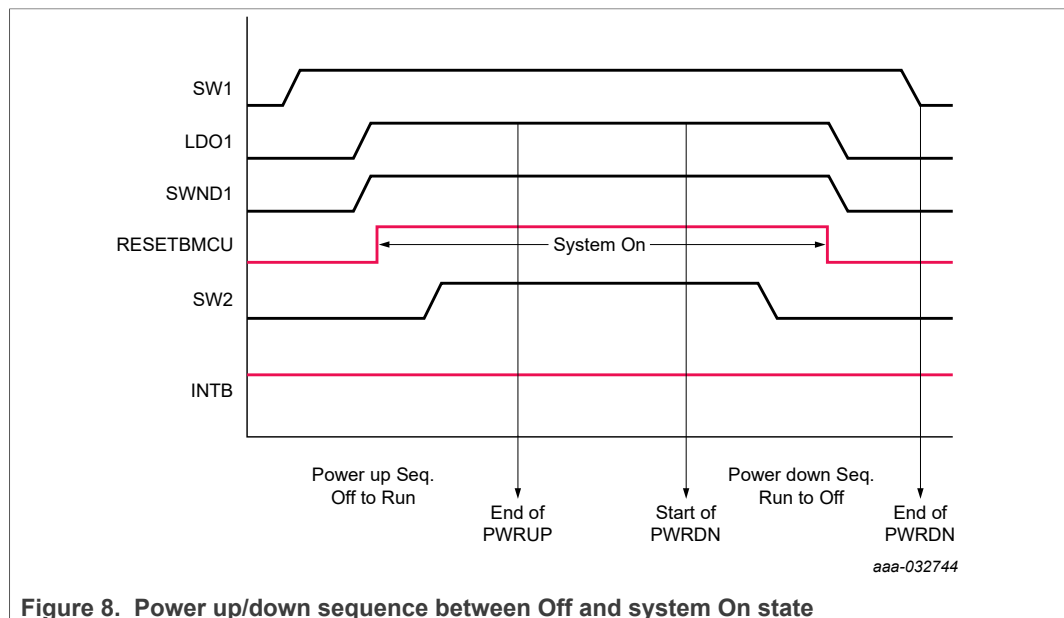 SW1
LDO1
SWND1
RESETBMCU
System On
SW2
INTB
Power up Seq.
Off to Run
End of
PWRUP
Start of
PWRDN
Power down Seq.
Run to Off
End of
PWRDN
aaa-032744
Figure 8. Power up/down sequence between Off and system On state